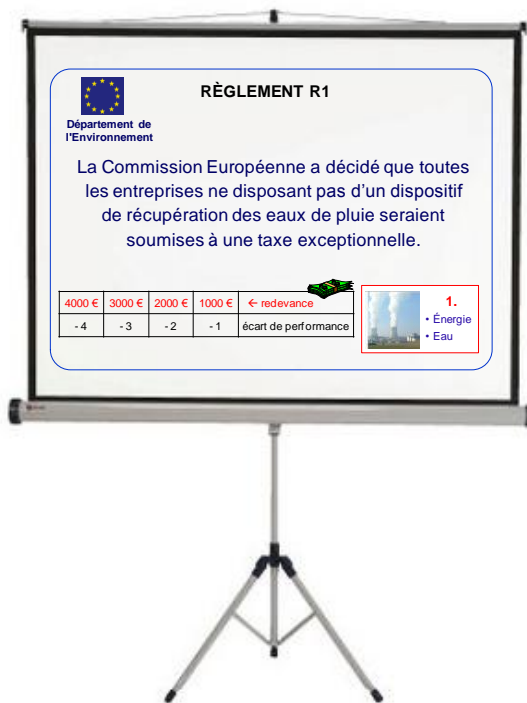 RÈGLEMENT R1
Département de
l'Environnement
La Commission Européenne a décidé que toutes
les entreprises ne disposant pas d'un dispositif
de récupération des eaux de pluie seraient
soumises à une taxe exceptionnelle.
4000 € 3000 € 2000 € 1000 € ← redevance
- 4 - 3 - 2 - 1 écart de performance
1.
• Énergie
• Eau